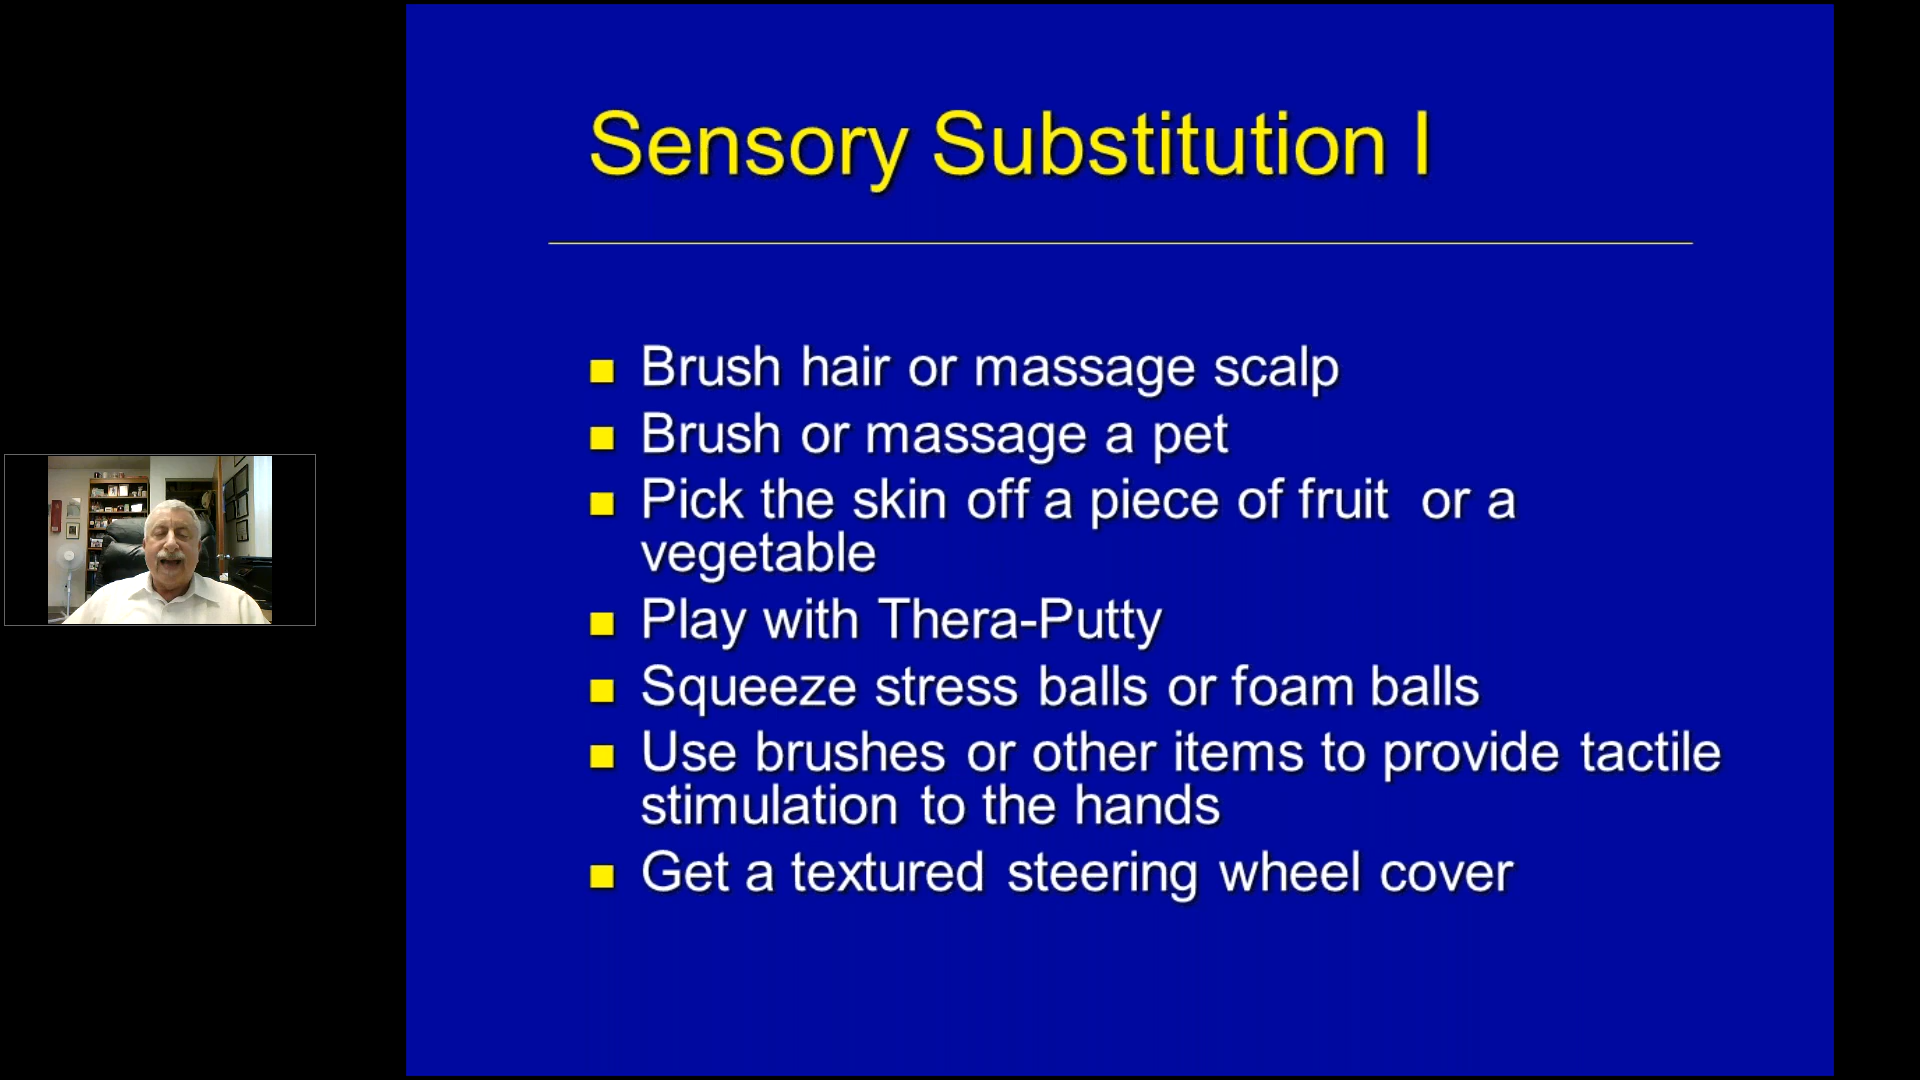 Sensory Substitution I
Brush hair or massage scalp
Brush or massage a pet
Pick the skin off a piece of fruit or a
vegetable
Play with Thera-Putty
Squeeze stress balls or foam balls
Use brushes or other items to provide tactile
stimulation to the hands
Get a textured steering wheel cover